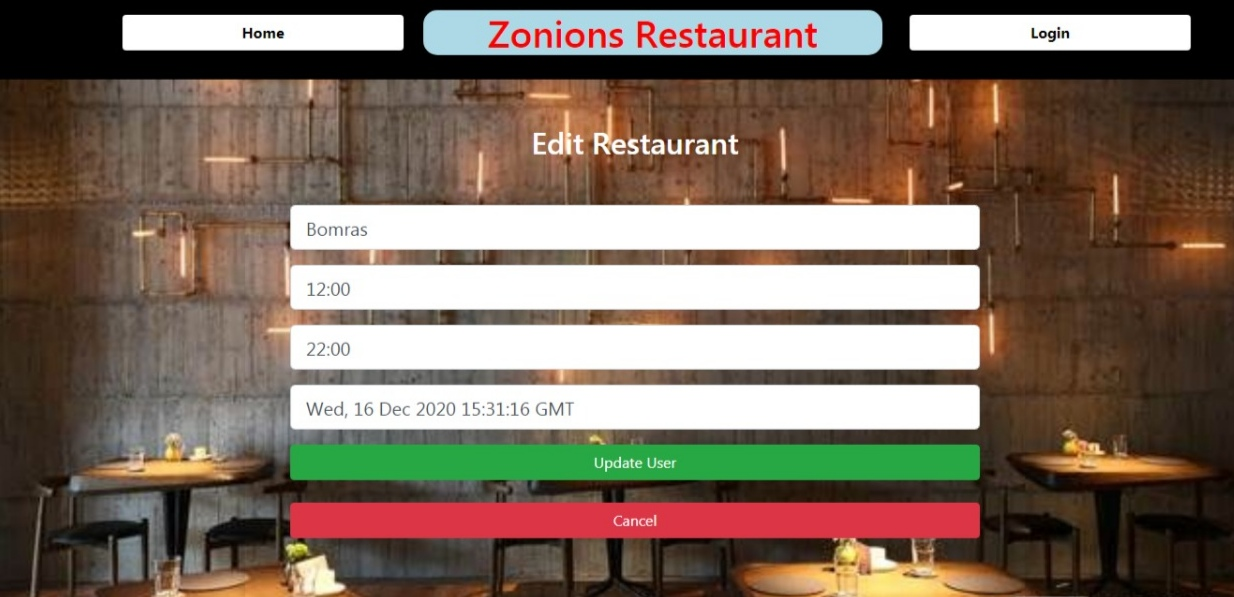 Home
Zonions Restaurant
Login
Edit Restaurant
Bomras
12:00
22:00
Wed, 16 Dec 2020 15:31:16 GMT
Update User
Cancel